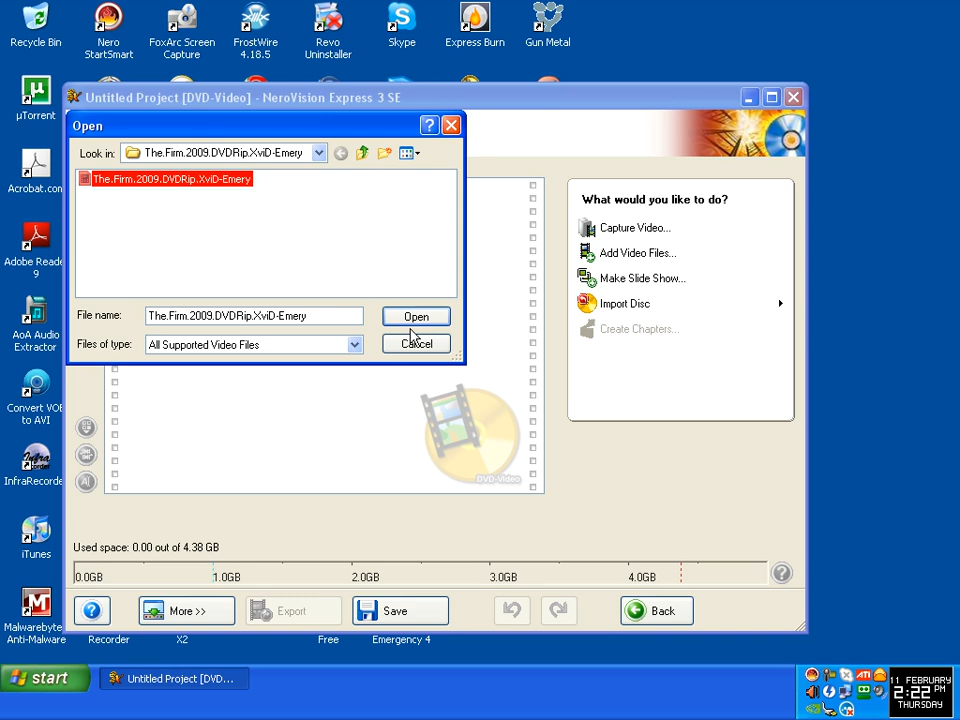 Recycle Bin
Nero
StartSmart
FoxArc Screen
Capture
FrostWire
4.18.5
Revo
Uninstaller
Skype
Express Burn
Gun Metal
µTorrent
Acrobat.com
Adobe Reade
9
AoA Audio
Extractor
Convert VOB
to AVI
InfraRecorde
iTunes
Malwarebyte
Anti-Malware
Untitled Project [DVD-Video] - NeroVision Express 3 SE
Open
Look in:
The.Firm.2009.DVDRip.XviD-Emery
The.Firm.2009.DVDRip.XviD-Emery
File name:
The.Firm.2009.DVDRip.XviD-Emery
Open
Files of type:
All Supported Video Files
Cancel
What would you like to do?
Capture Video...
Add Video Files...
Make Slide Show...
Import Disc
Create Chapters...
DVD-Video
Used space: 0.00 out of 4.38 GB
0.0GB
1.0GB
2.0GB
3.0GB
4.0GB
More >>
Export
Save
Back
Recorder
X2
Free
Emergency 4
start
Untitled Project [DVD...
ATI
11 FEBRUARY
2:22 PM
THURSDAY